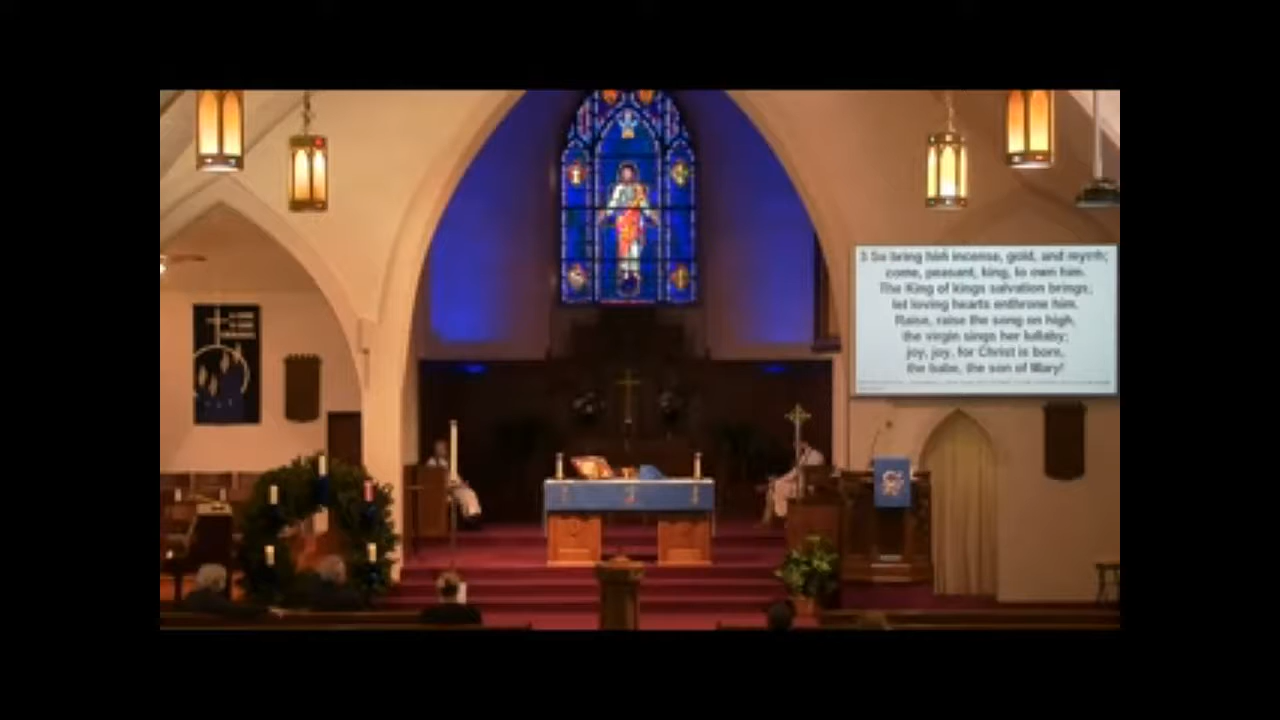 3 So bring him incense, gold, and myrrh;
come, peasant, king, to own him.
The King of kings salvation brings;
let loving hearts enthrone him.
Raise, raise the song on high,
the virgin sings her lullaby;
joy, joy, for Christ is born,
the babe, the son of Mary!